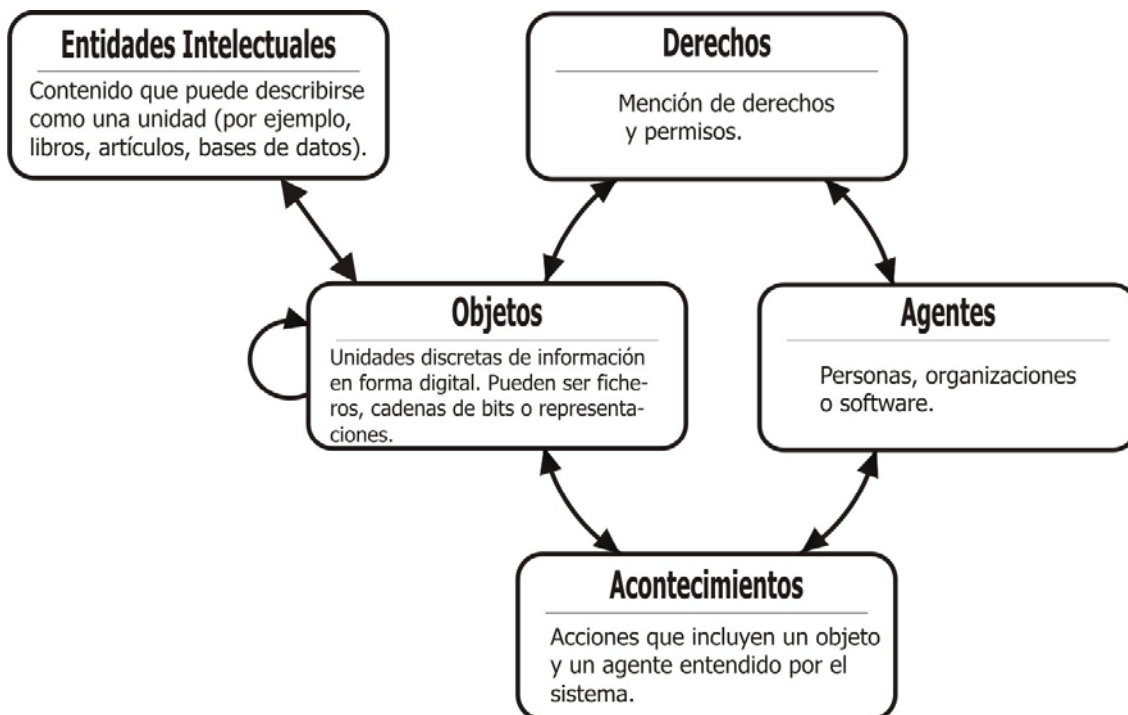 Entidades Intelectuales
Contenido que puede describirse
como una unidad (por ejemplo,
libros, artículos, bases de datos).
Derechos
Mención de derechos
y permisos.
Objetos
Unidades discretas de información
en forma digital. Pueden ser fiche-
ros, cadenas de bits o representa-
ciones.
Agentes
Personas, organizaciones
o software.
Acontecimientos
Acciones que incluyen un objeto
y un agente entendido por el
sistema.